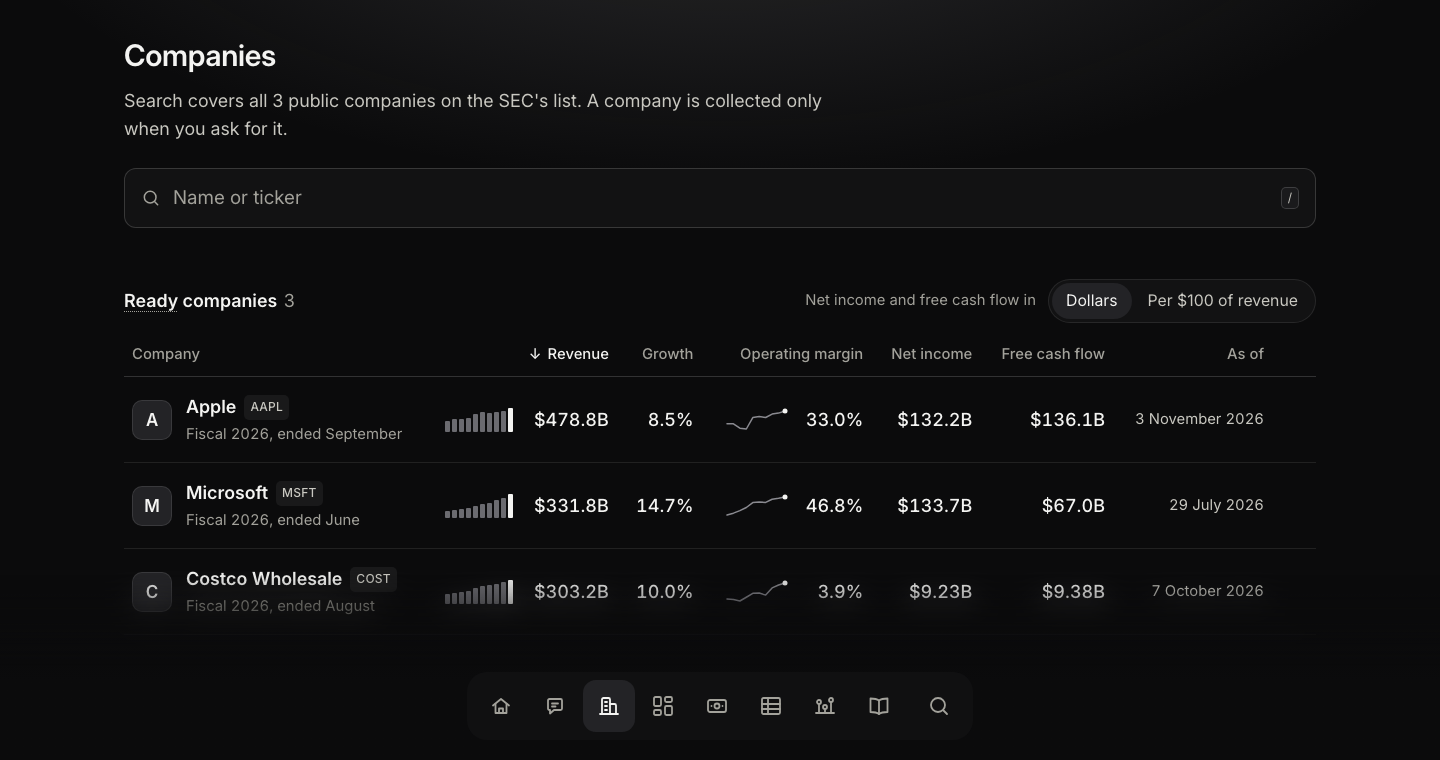 Companies
Search covers all 3 public companies on the SEC's list. A company is collected only
when you ask for it.
Name or ticker /
Ready companies 3 Net income and free cash flow in Dollars Per $100 of revenue
Company ↓ Revenue Growth Operating margin Net income Free cash flow As of
A Apple AAPL $478.8B 8.5% 33.0% $132.2B $136.1B 3 November 2026
Fiscal 2026, ended September
M Microsoft MSFT $331.8B 14.7% 46.8% $133.7B $67.0B 29 July 2026
Fiscal 2026, ended June
C Costco Wholesale COST $303.2B 10.0% 3.9% $9.23B $9.38B 7 October 2026
Fiscal 2026, ended August